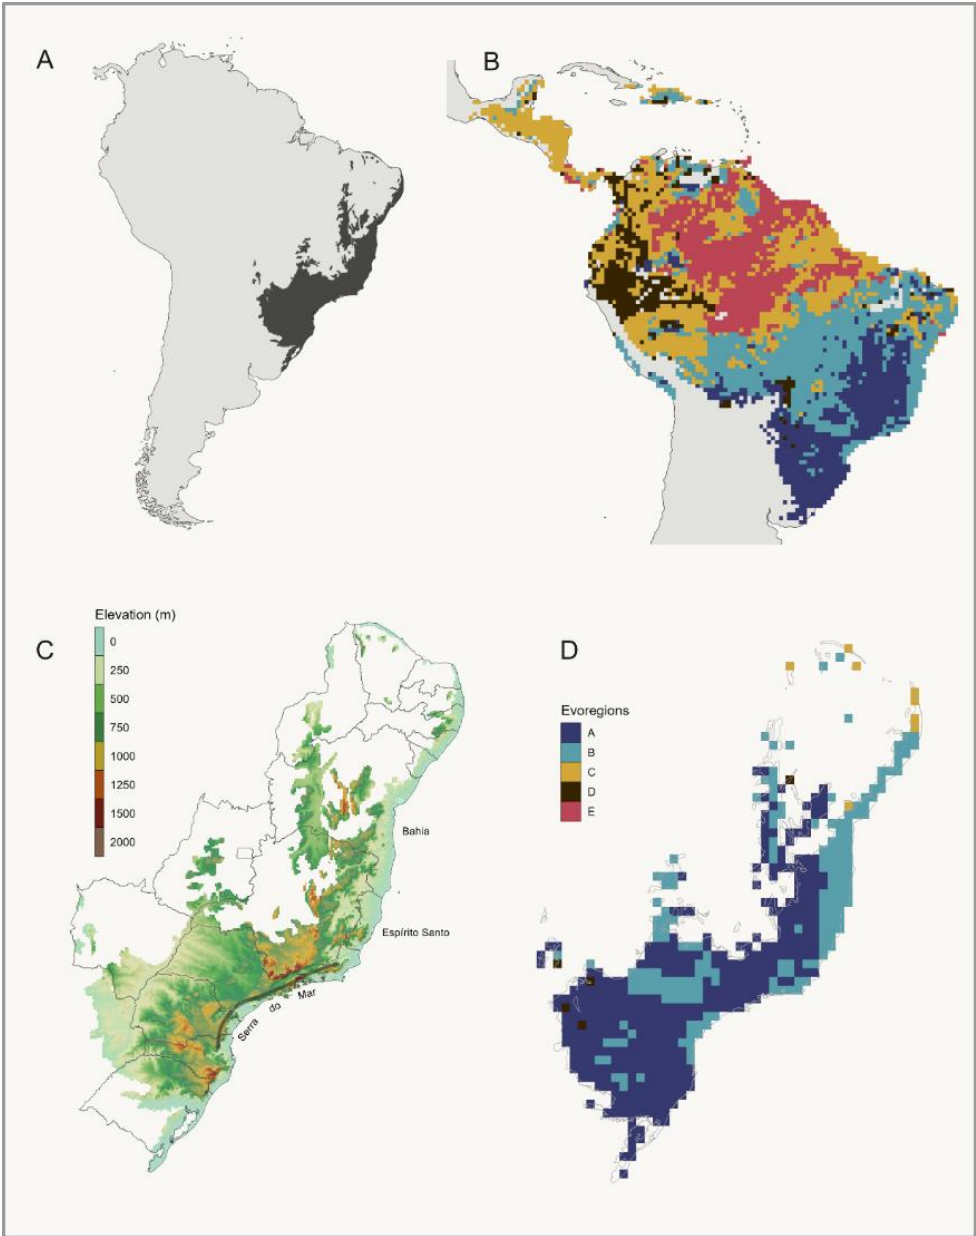 A
B
Elevation (m)
0
250
500
750
1000
1250
1500
2000
C
Bahia
Espírito Santo
Serra do Mar
D
Evoregions
A
B
C
D
E